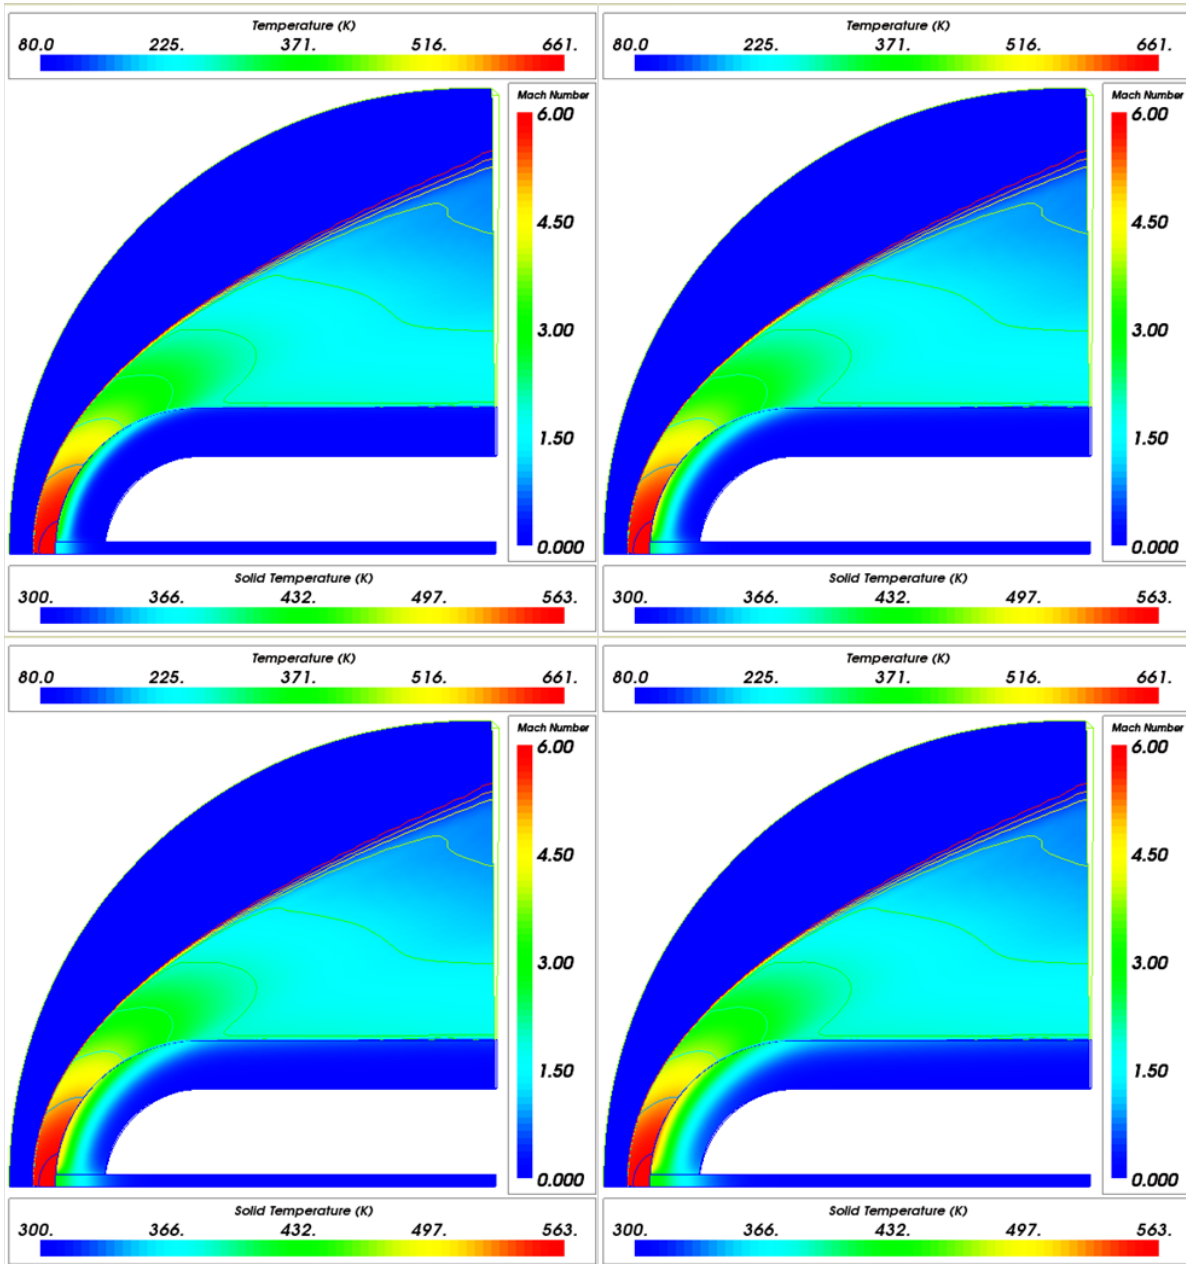 Temperature (K)
80.0 225. 371. 516. 661.
Mach Number
6.00
4.50
3.00
1.50
0.000
Solid Temperature (K)
300. 366. 432. 497. 563.
Temperature (K)
80.0 225. 371. 516. 661.
Mach Number
6.00
4.50
3.00
1.50
0.000
Solid Temperature (K)
300. 366. 432. 497. 563.
Temperature (K)
80.0 225. 371. 516. 661.
Mach Number
6.00
4.50
3.00
1.50
0.000
Solid Temperature (K)
300. 366. 432. 497. 563.
Temperature (K)
80.0 225. 371. 516. 661.
Mach Number
6.00
4.50
3.00
1.50
0.000
Solid Temperature (K)
300. 366. 432. 497. 563.